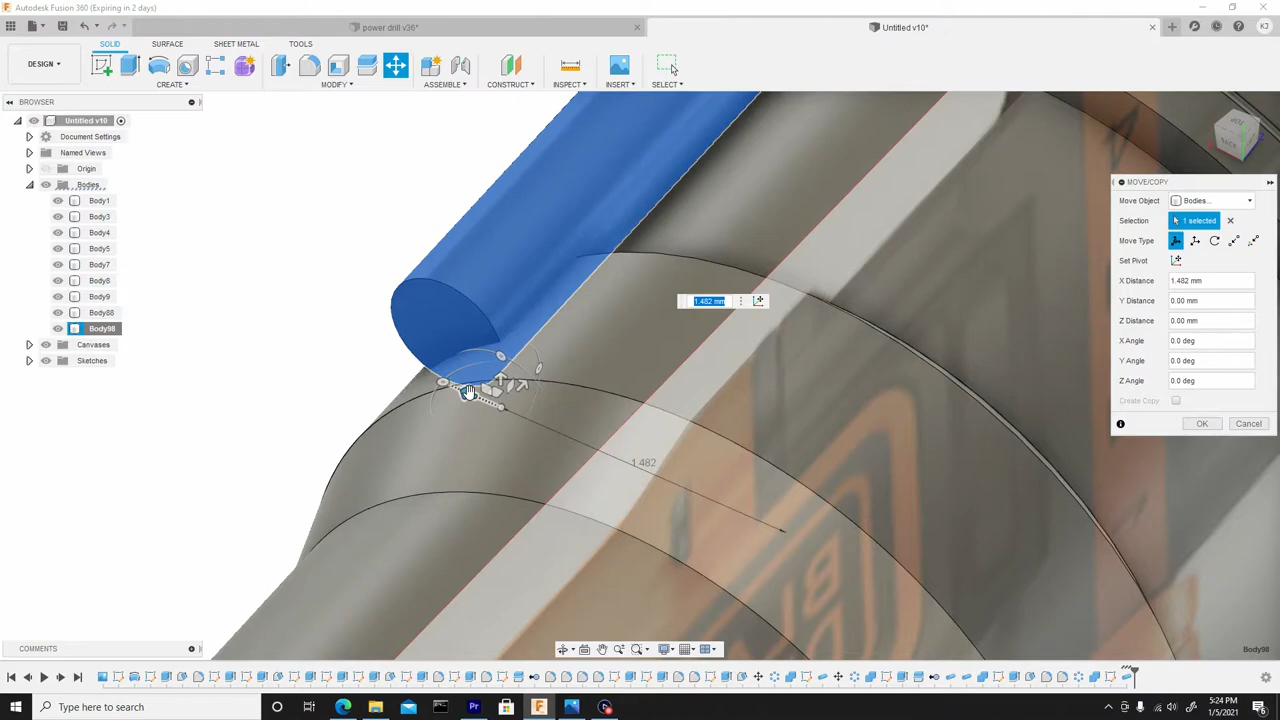 Autodesk Fusion 360 (Expiring in 2 days)
power drill v36*
Untitled v10*
KJ
SOLID
SURFACE
SHEET METAL
TOOLS
DESIGN
CREATE
MODIFY
ASSEMBLE
CONSTRUCT
INSPECT
INSERT
SELECT
BROWSER
Untitled v10
Document Settings
Named Views
Origin
Bodies
Body1
Body3
Body4
Body5
Body7
Body8
Body9
Body88
Body98
Canvases
Sketches
TOP
BACK
Z
MOVE/COPY
Move Object
Bodies...
Selection
1 selected
Move Type
Set Pivot
X Distance
1.482 mm
Y Distance
0.00 mm
Z Distance
0.00 mm
X Angle
0.0 deg
Y Angle
0.0 deg
Z Angle
0.0 deg
Create Copy
OK
Cancel
1.482 mm
1.482
COMMENTS
Body98
Type here to search
Pr
5:24 PM
1/5/2021